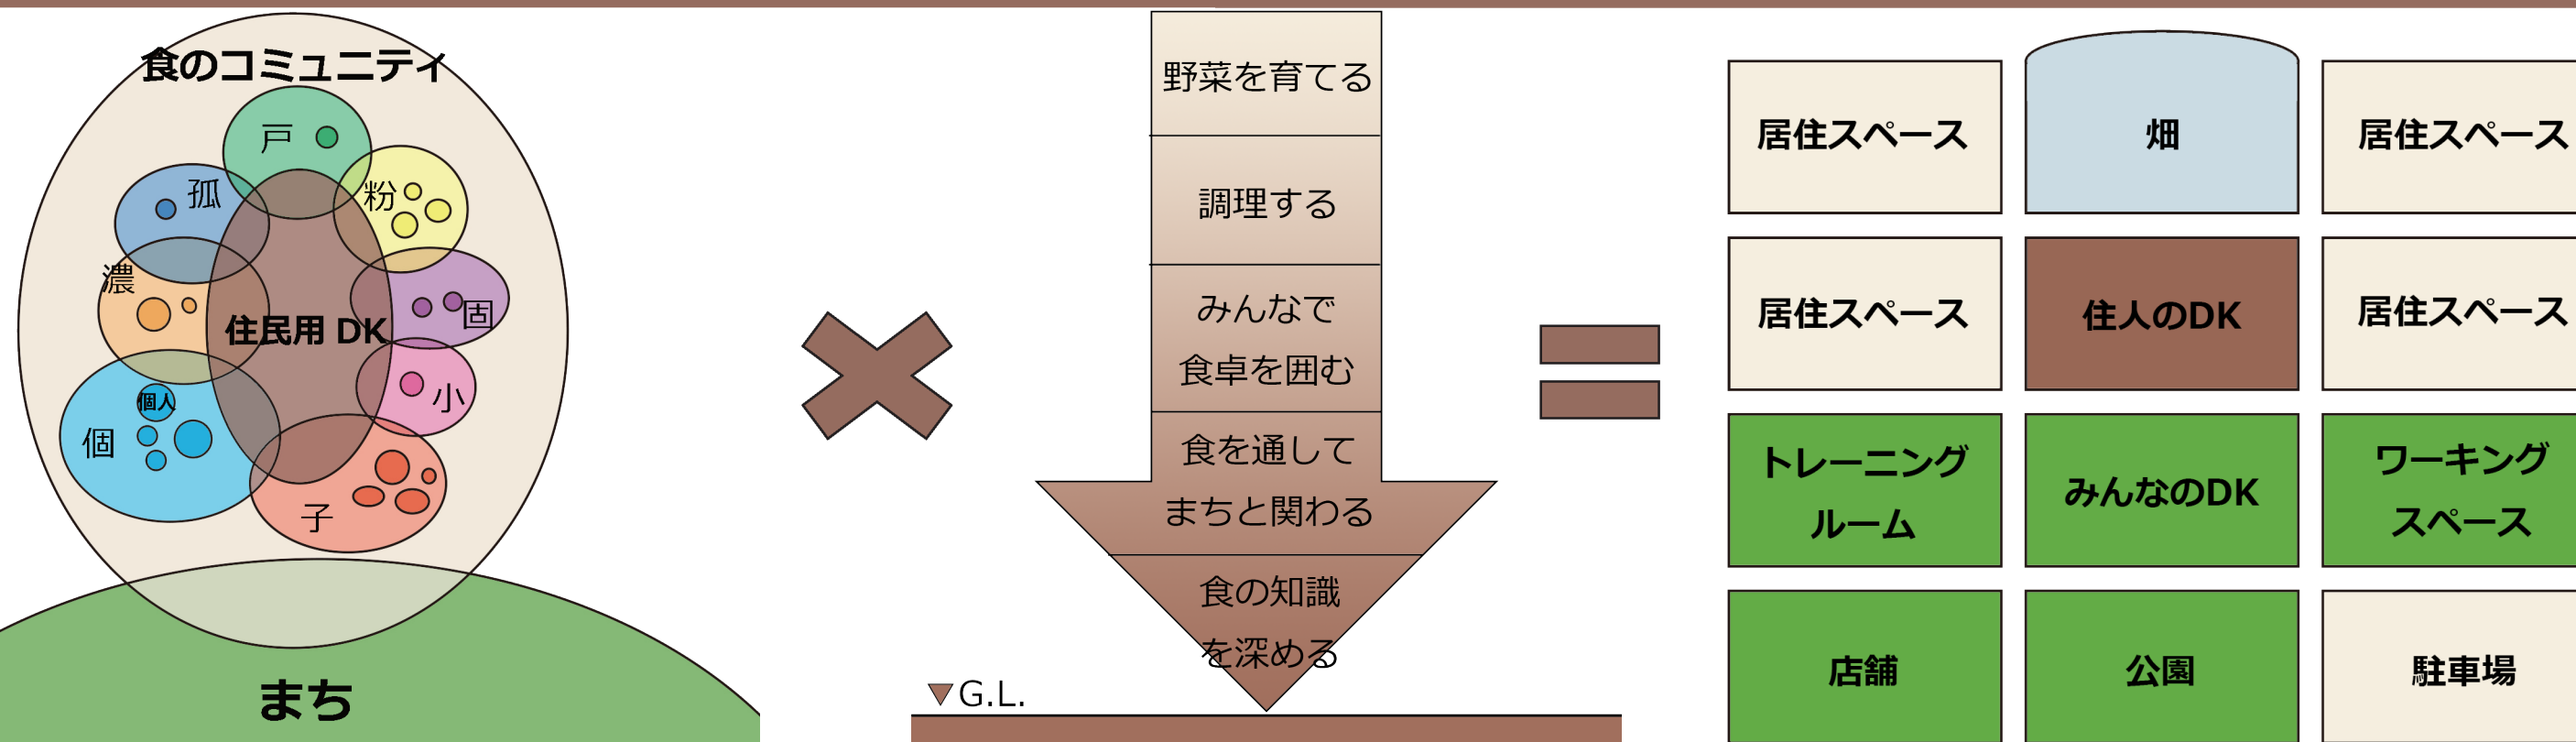 食のコミュニティ
戸
孤
粉
濃
固
住民用 DK
小
個人
個
子
まち
野菜を育てる
調理する
みんなで
食卓を囲む
食を通して
まちと関わる
食の知識
を深める
G.L.
居住スペース
畑
居住スペース
居住スペース
住人のDK
居住スペース
トレーニング
ルーム
みんなのDK
ワーキング
スペース
店舗
公園
駐車場